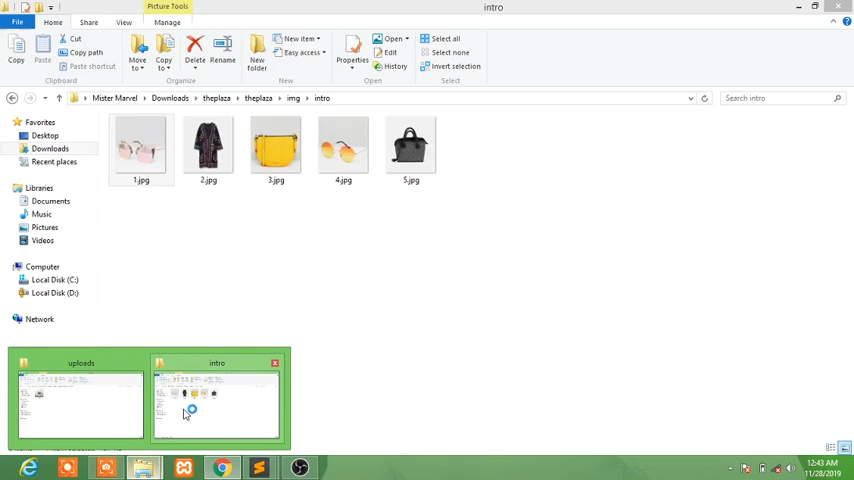 Picture Tools
intro
File Home Share View Manage
Copy
Paste
Cut
Copy path
Paste shortcut
Clipboard
Move to
Copy to
Delete
Rename
Organize
New folder
New item
Easy access
New
Properties
Open
Edit
History
Open
Select all
Select none
Invert selection
Select
Mister Marvel Downloads theplaza theplaza img intro
Search intro
Favorites
Desktop
Downloads
Recent places
Libraries
Documents
Music
Pictures
Videos
Computer
Local Disk (C:)
Local Disk (D:)
Network
1.jpg 2.jpg 3.jpg 4.jpg 5.jpg
uploads intro
12:43 AM
11/28/2019